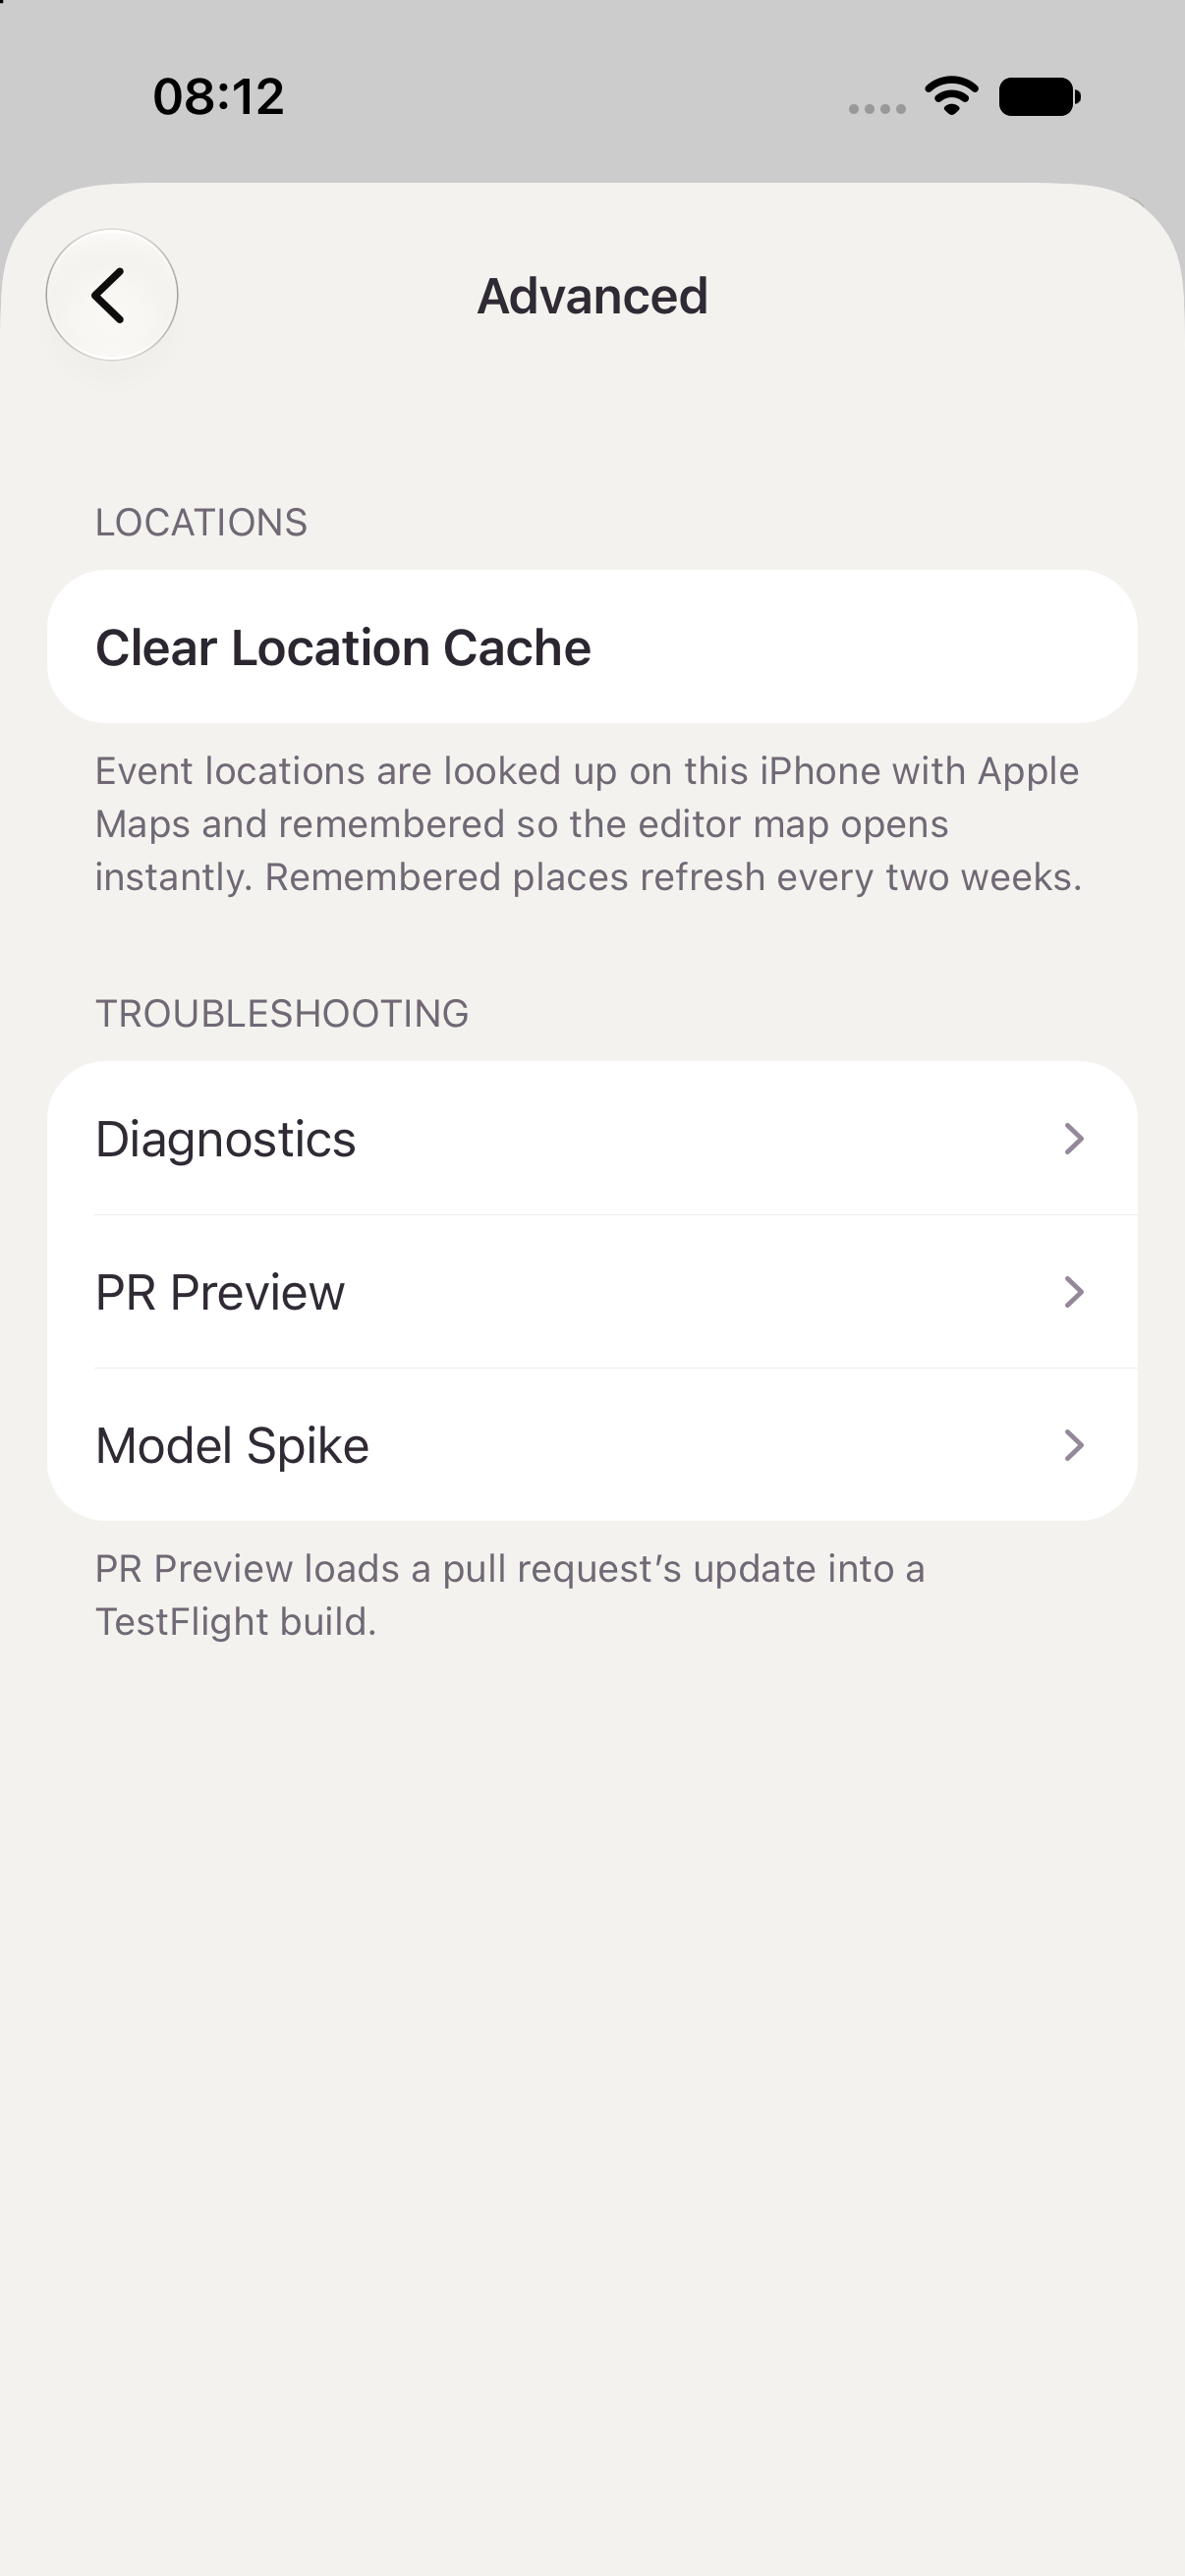 08:12
Advanced
LOCATIONS
Clear Location Cache
Event locations are looked up on this iPhone with Apple
Maps and remembered so the editor map opens
instantly. Remembered places refresh every two weeks.
TROUBLESHOOTING
Diagnostics
PR Preview
Model Spike
PR Preview loads a pull request’s update into a
TestFlight build.